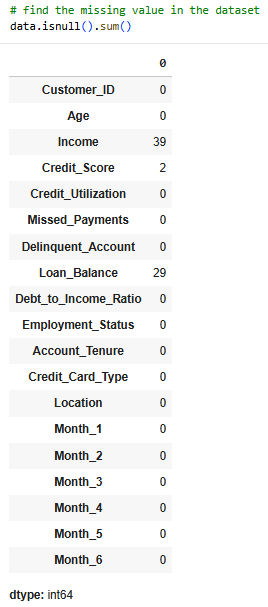 # find the missing value in the dataset
data.isnull().sum()
0
Customer_ID 0
Age 0
Income 39
Credit_Score 2
Credit_Utilization 0
Missed_Payments 0
Delinquent_Account 0
Loan_Balance 29
Debt_to_Income_Ratio 0
Employment_Status 0
Account_Tenure 0
Credit_Card_Type 0
Location 0
Month_1 0
Month_2 0
Month_3 0
Month_4 0
Month_5 0
Month_6 0
dtype: int64